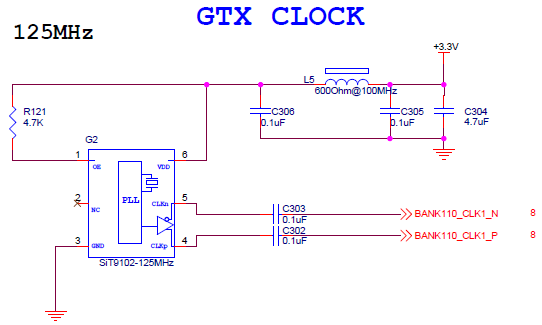 GTX CLOCK
125MHz
+3.3V
L5
600Ohm@100MHz
R121
4.7K
C306
0.1uF
C305
0.1uF
C304
4.7uF
G2
1
OE
VDD
6
PLL
2
NC
CLKn
5
C303
0.1uF
BANK110_CLK1_N
8
3
GND
CLKp
4
C302
0.1uF
BANK110_CLK1_P
8
SiT9102-125MHz